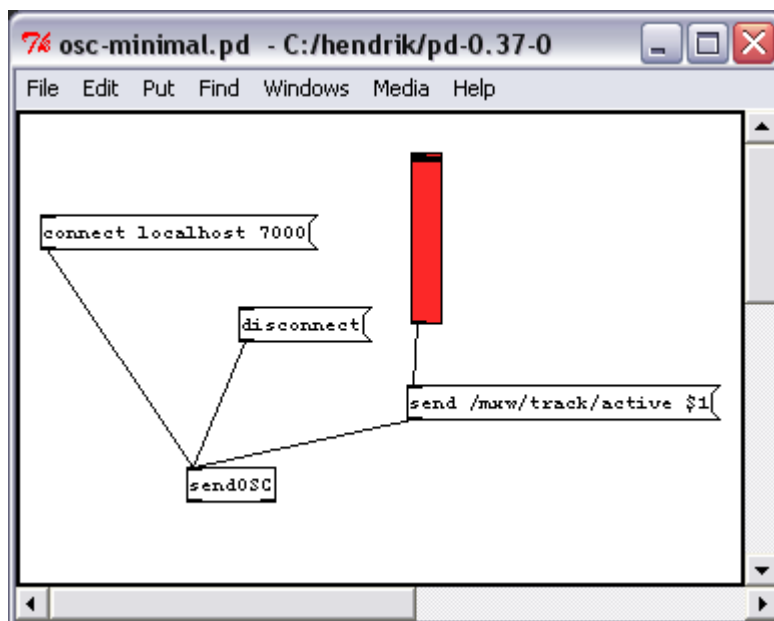 osc-minimal.pd - C:/hendrik/pd-0.37-0
File Edit Put Find Windows Media Help
connect localhost 7000
disconnect
send /mxw/track/active $1
sendOSC